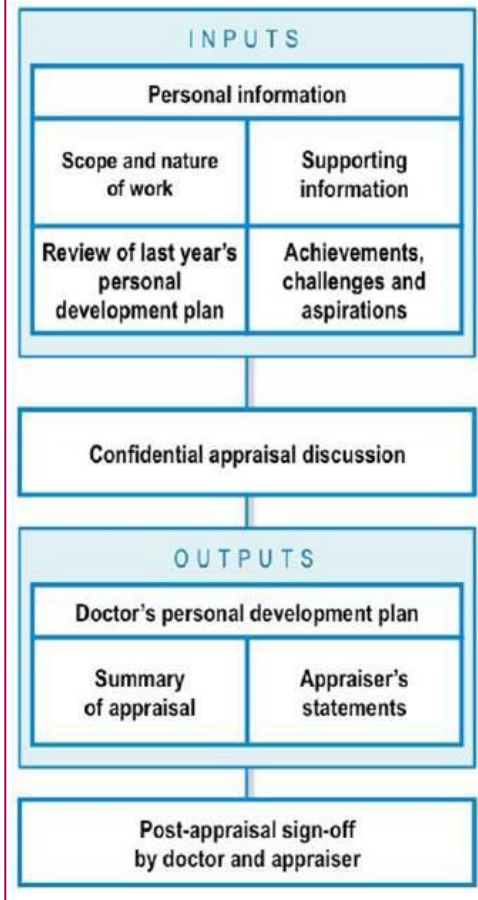 INPUTS
Personal information
Scope and nature
of work
Supporting
information
Review of last year's
personal
development plan
Achievements,
challenges and
aspirations
Confidential appraisal discussion
OUTPUTS
Doctor's personal development plan
Summary
of appraisal
Appraiser's
statements
Post-appraisal sign-off
by doctor and appraiser